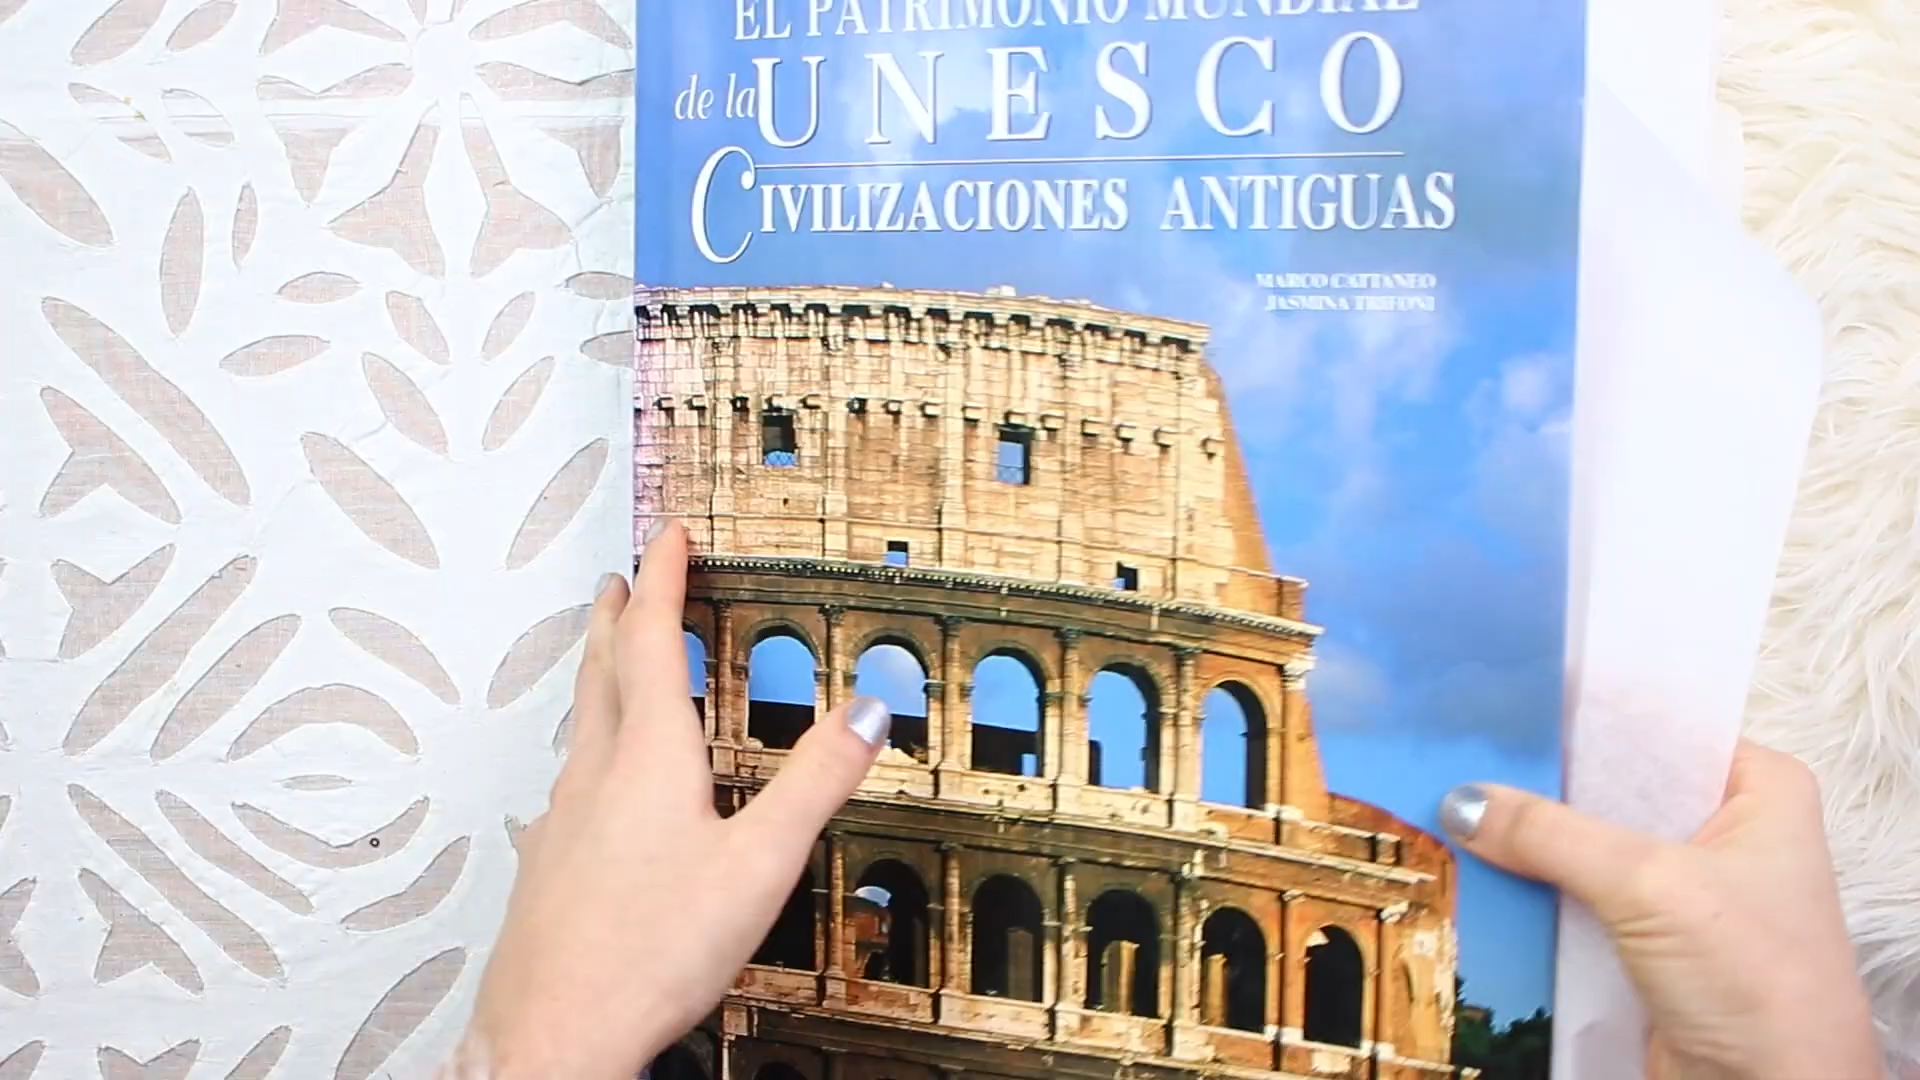 EL PATRIMONIO MUNDIAL
de la UNESCO
CIVILIZACIONES ANTIGUAS
MARCO CATTANEO
JASMINA TRIFONI